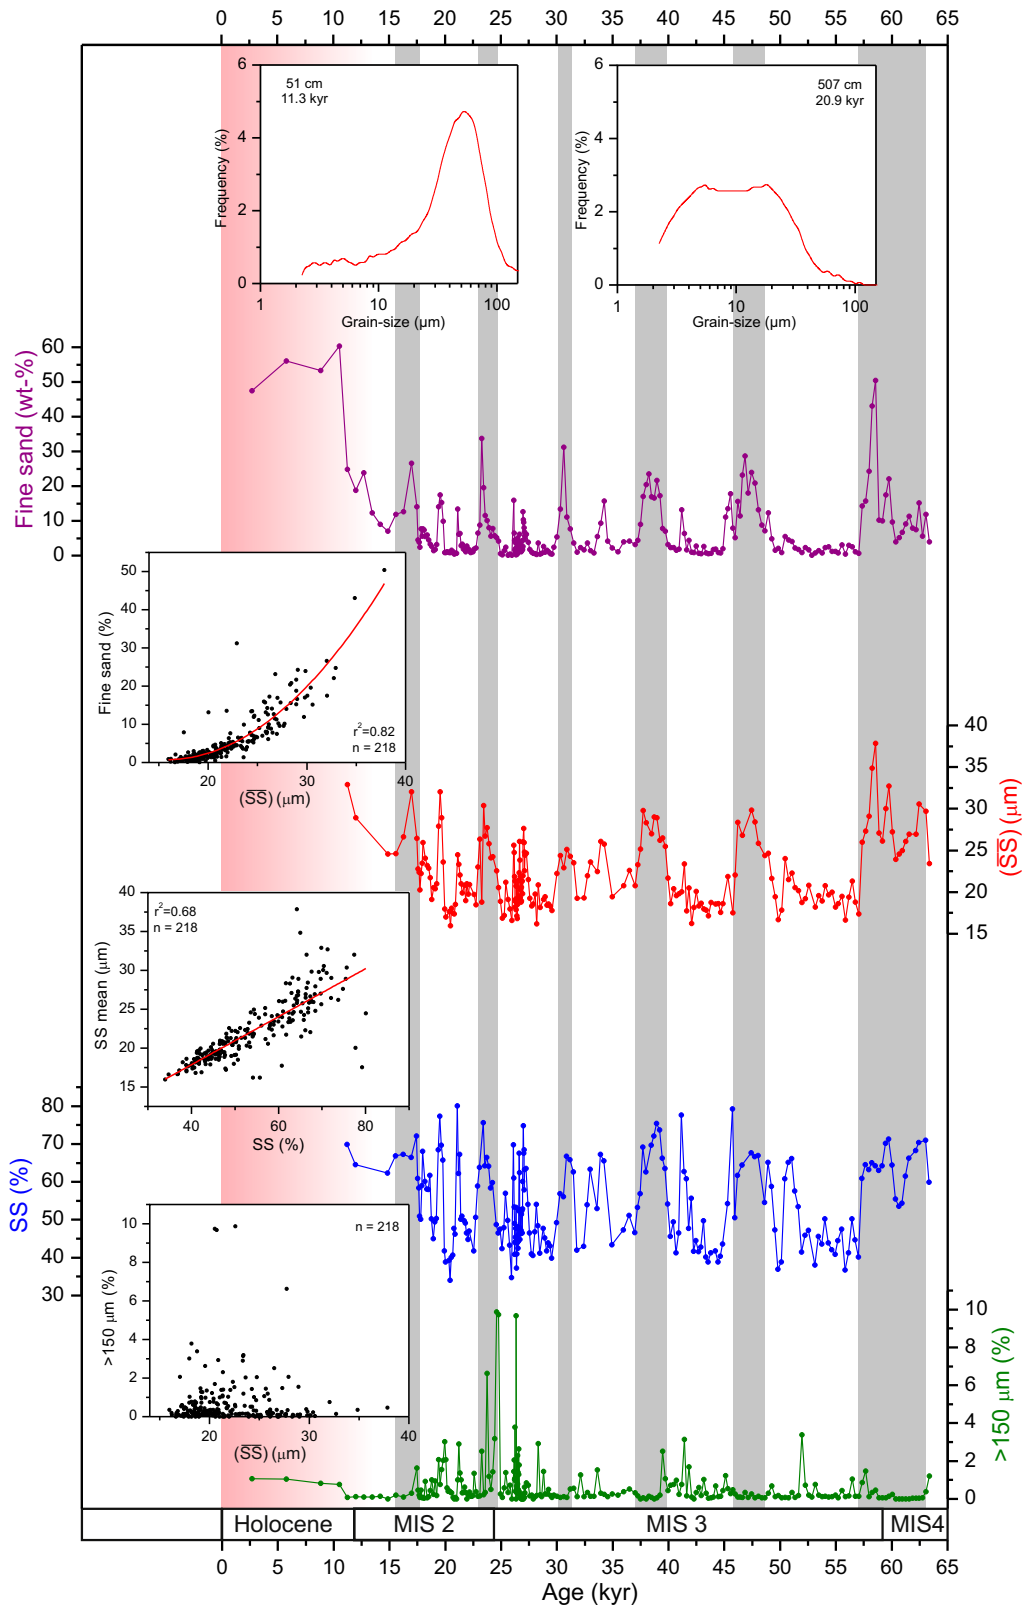 0 5 10 15 20 25 30 35 40 45 50 55 60 65
6
4
2
0
Frequency (%)
51 cm
11.3 kyr
1 10 100
Grain-size (µm)
6
4
2
0
Frequency (%)
507 cm
20.9 kyr
1 10 100
Grain-size (µm)
60
50
40
30
20
10
0
Fine sand (wt-%)
50
40
30
20
10
0
Fine sand (%)
r²=0.82
n = 218
20 30 40
(S̅S̅) (µm)
40
35
30
25
20
15
(S̅S̅) (µm)
40
35
30
25
20
15
SS mean (µm)
r²=0.68
n = 218
40 60 80
SS (%)
80
70
60
50
40
30
SS (%)
10
8
6
4
2
0
>150 µm (%)
n = 218
20 30 40
(S̅S̅) (µm)
10
8
6
4
2
0
>150 µm (%)
Holocene MIS 2 MIS 3 MIS4
0 5 10 15 20 25 30 35 40 45 50 55 60 65
Age (kyr)